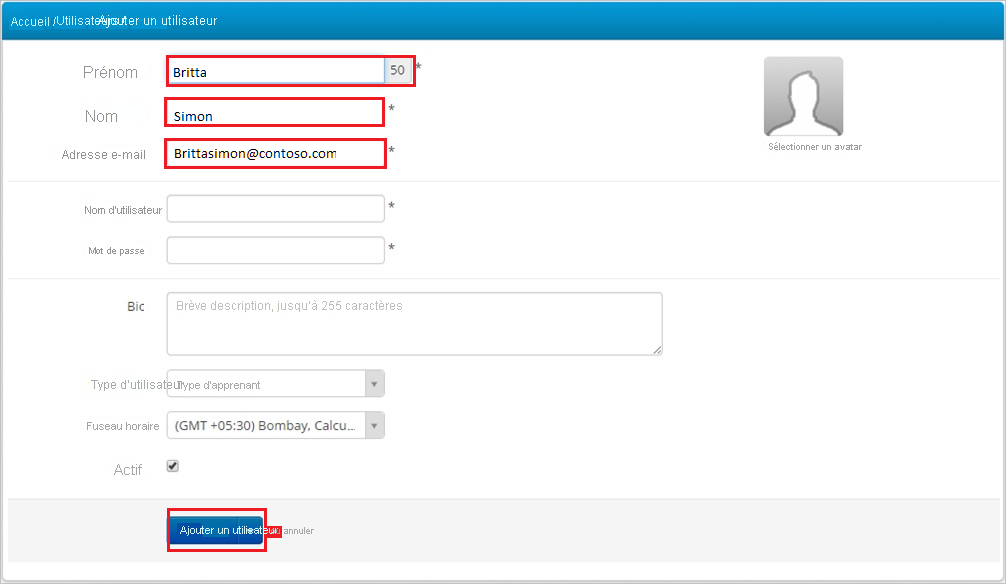 Accueil /Utilisateurs/ Ajouter un utilisateur
Prénom Britta 50 *
Nom Simon *
Adresse e-mail Brittasimon@contoso.com *
Sélectionner un avatar
Nom d'utilisateur *
Mot de passe *
Bic Brève description, jusqu'à 255 caractères
Type d'utilisateur Type d'apprenant
Fuseau horaire (GMT +05:30) Bombay, Calcu...
Actif
Ajouter un utilisateur annuler